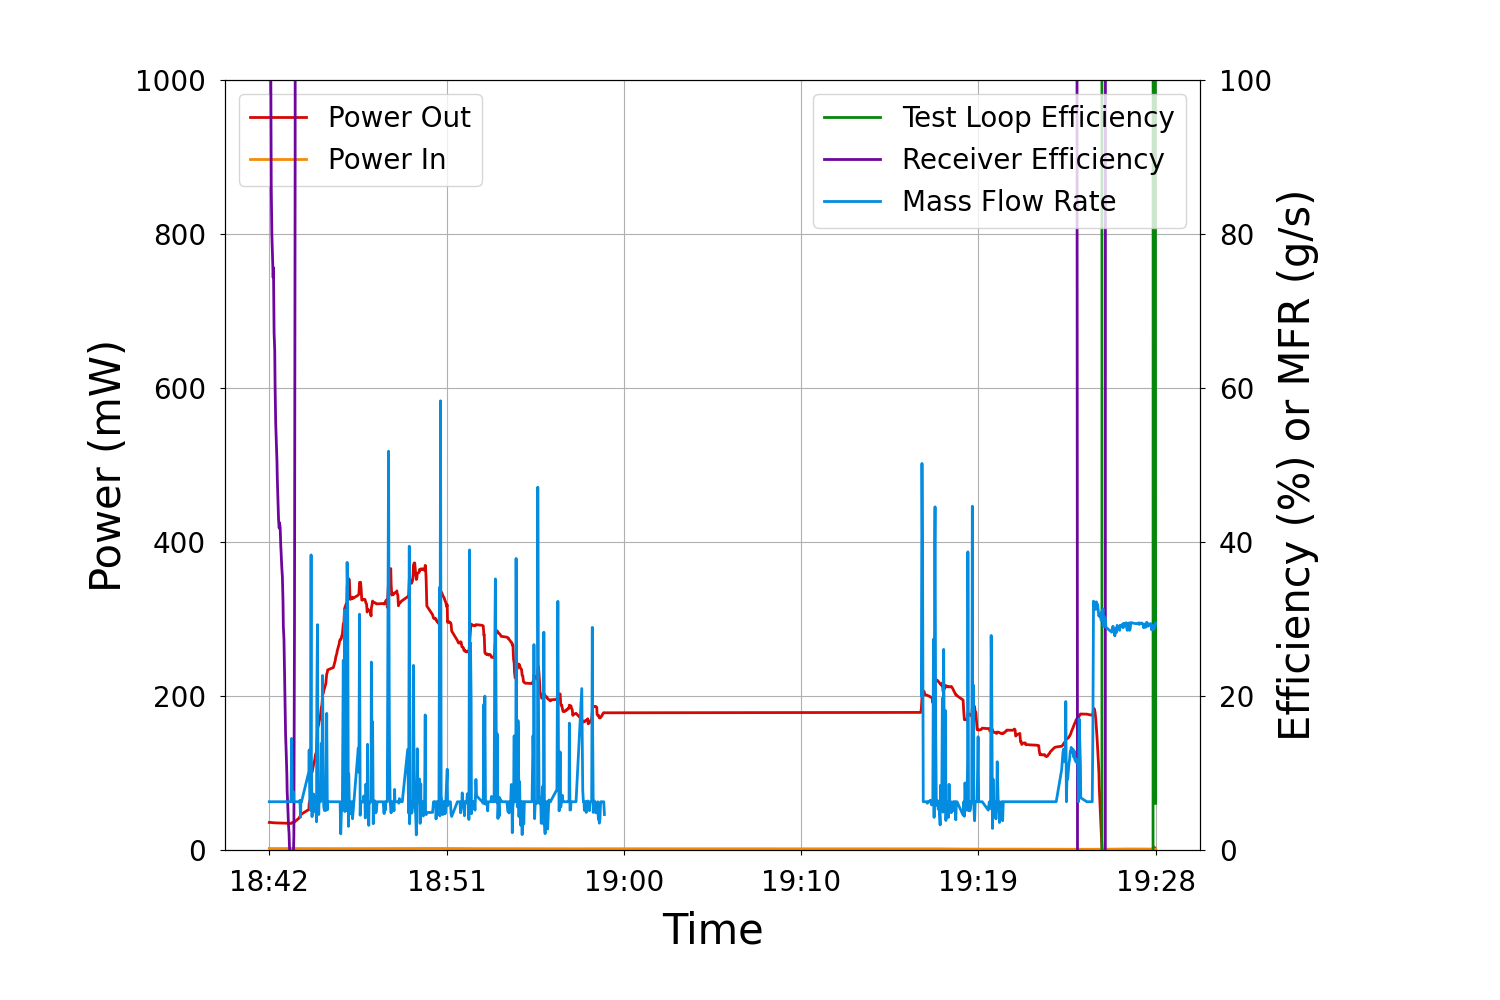 1000
800
600
400
200
0
Power (mW)
Power Out
Power In
Test Loop Efficiency
Receiver Efficiency
Mass Flow Rate
100
80
60
40
20
0
Efficiency (%) or MFR (g/s)
18:42 18:51 19:00 19:10 19:19 19:28
Time